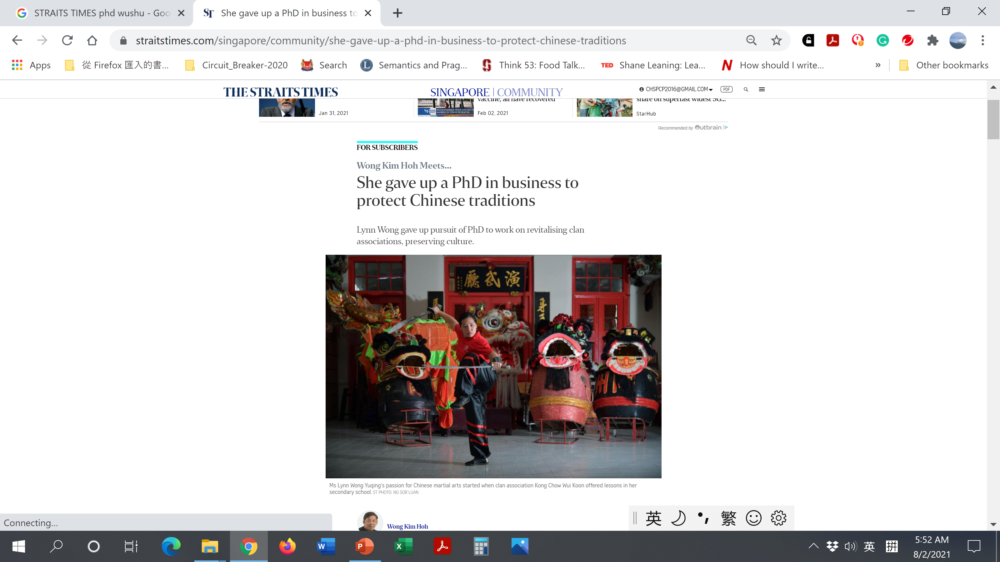 STRAITS TIMES phd wushu - Goo
She gave up a PhD in business to
straitstimes.com/singapore/community/she-gave-up-a-phd-in-business-to-protect-chinese-traditions
Apps
從 Firefox 匯入的書...
Circuit_Breaker-2020
Search
Semantics and Prag...
Think 53: Food Talk...
TED
Shane Leaning: Lea...
How should I write...
»
Other bookmarks
THE STRAITS TIMES
SINGAPORE | COMMUNITY
CHSPCP2016@GMAIL.COM
PDF
vaccine, all have recovered
share on superfast widest 5G...
Jan 31, 2021
Feb 02, 2021
StarHub
Recommended by Outbrain
FOR SUBSCRIBERS
Wong Kim Hoh Meets...
She gave up a PhD in business to
protect Chinese traditions
Lynn Wong gave up pursuit of PhD to work on revitalising clan
associations, preserving culture.
廳武演
身
Ms Lynn Wong Yuqing's passion for Chinese martial arts started when clan association Kong Chow Wui Koon offered lessons in her
secondary school. ST PHOTO: NG SOR LUAN
Wong Kim Hoh
Connecting...
英
繁
英
拼
5:52 AM
8/2/2021